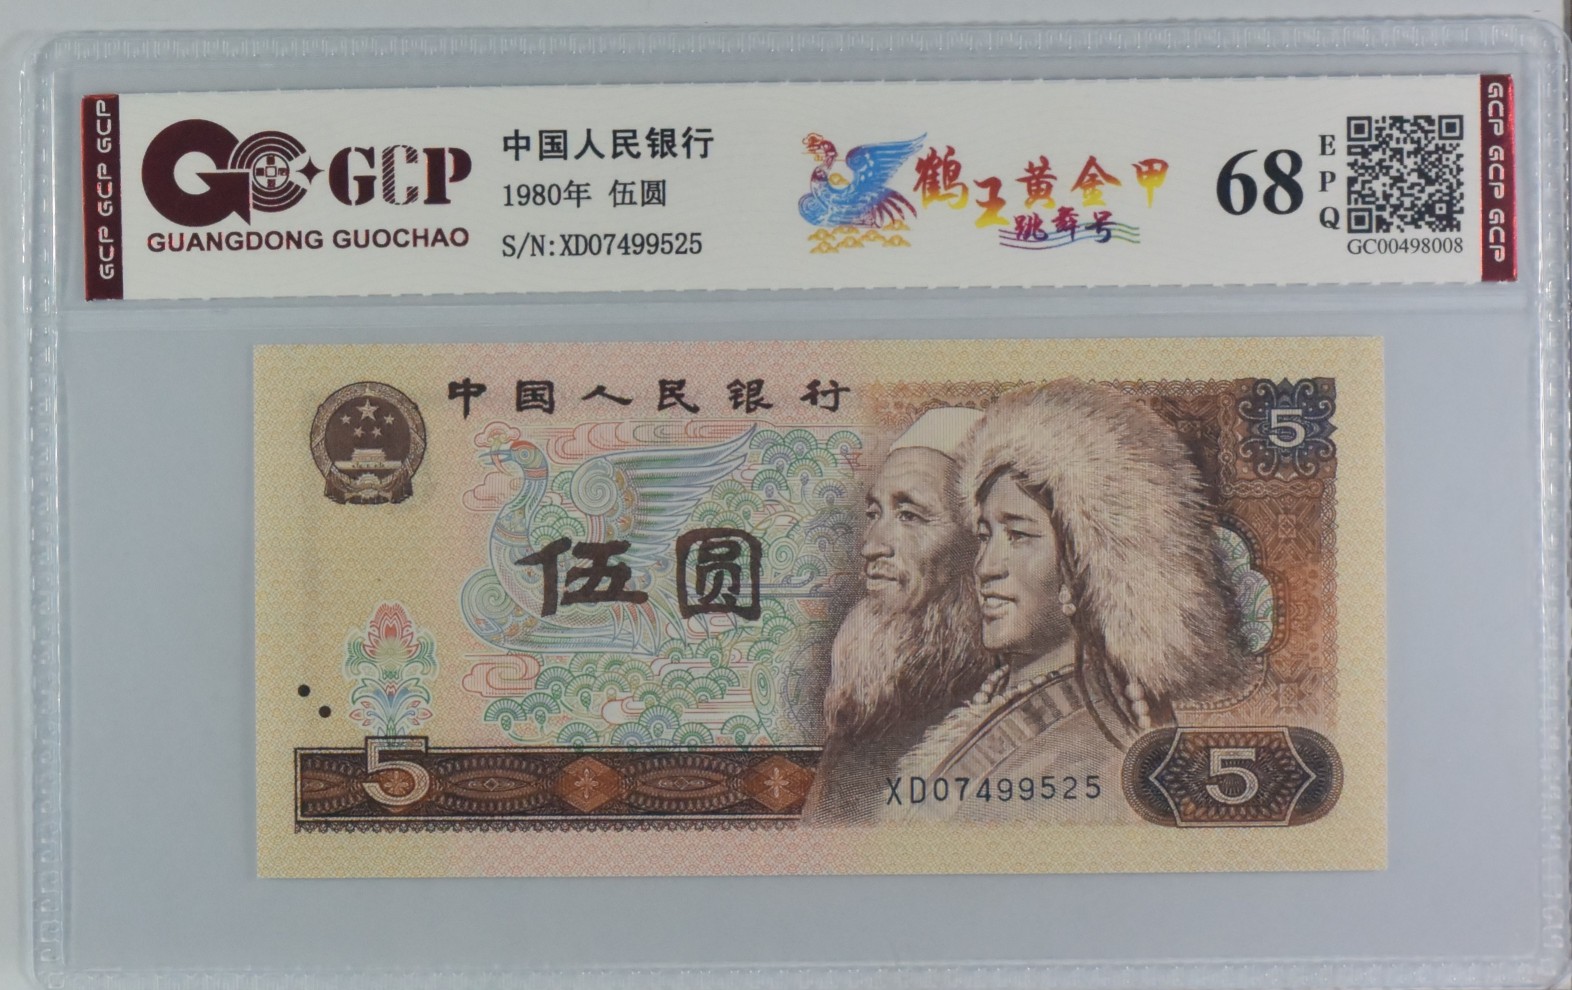 GCP GCP GCP
GCP
GUANGDONG GUOCHAO
中国人民银行
1980年 伍圆
S/N:XD07499525
鹤王黄金甲
跳舞号
68
EPQ
GC00498008
GCP GCP GCP
中国人民银行
5
伍圆
5
XD07499525
5